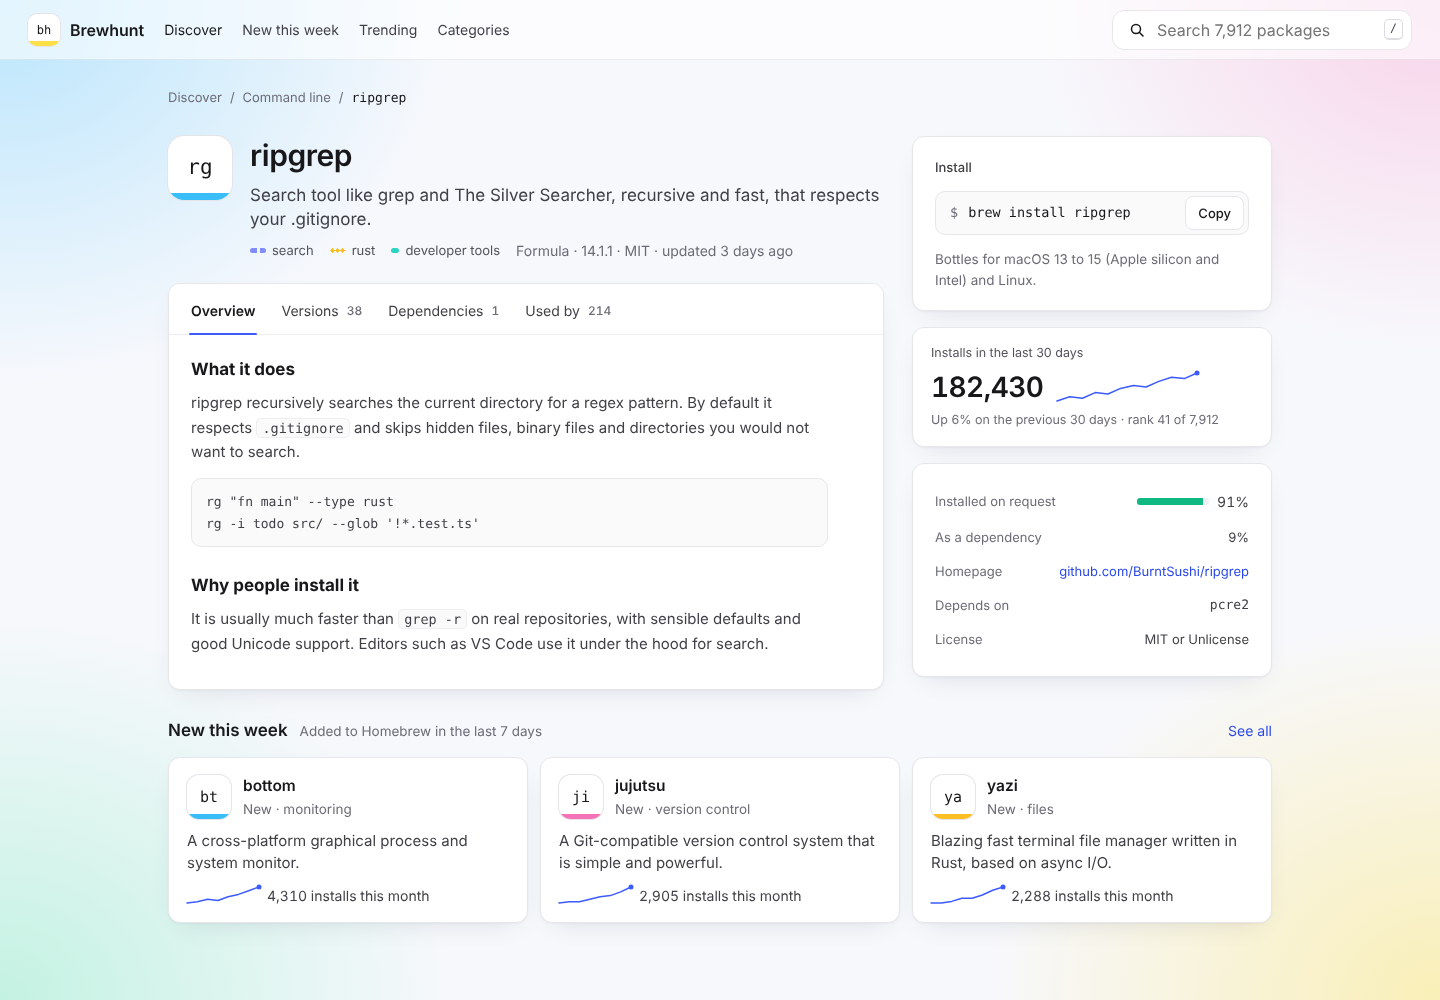 bh Brewhunt Discover New this week Trending Categories Search 7,912 packages /
Discover / Command line / ripgrep
rg
ripgrep
Search tool like grep and The Silver Searcher, recursive and fast, that respects
your .gitignore.
search rust developer tools Formula · 14.1.1 · MIT · updated 3 days ago
Install
$ brew install ripgrep Copy
Bottles for macOS 13 to 15 (Apple silicon and
Intel) and Linux.
Overview Versions 38 Dependencies 1 Used by 214
What it does
ripgrep recursively searches the current directory for a regex pattern. By default it
respects .gitignore and skips hidden files, binary files and directories you would not
want to search.
rg "fn main" --type rust
rg -i todo src/ --glob '!*.test.ts'
Why people install it
It is usually much faster than grep -r on real repositories, with sensible defaults and
good Unicode support. Editors such as VS Code use it under the hood for search.
Installs in the last 30 days
182,430
Up 6% on the previous 30 days · rank 41 of 7,912
Installed on request 91%
As a dependency 9%
Homepage github.com/BurntSushi/ripgrep
Depends on pcre2
License MIT or Unlicense
New this week Added to Homebrew in the last 7 days See all
bt
bottom
New · monitoring
A cross-platform graphical process and
system monitor.
4,310 installs this month
ji
jujutsu
New · version control
A Git-compatible version control system that
is simple and powerful.
2,905 installs this month
ya
yazi
New · files
Blazing fast terminal file manager written in
Rust, based on async I/O.
2,288 installs this month